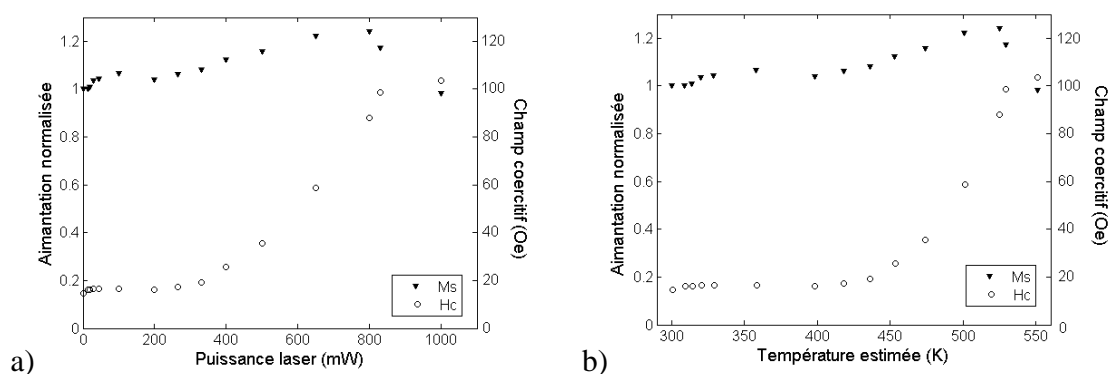 1.2
1
0.8
0.6
0.4
0.2
0
Aimantation normalisée
120
100
80
60
40
20
0
Champ coercitif (Oe)
Ms
Hc
0 200 400 600 800 1000
Puissance laser (mW)
a)
1.2
1
0.8
0.6
0.4
0.2
0
Aimantation normalisée
120
100
80
60
40
20
0
Champ coercitif (Oe)
Ms
Hc
300 350 400 450 500 550
Température estimée (K)
b)